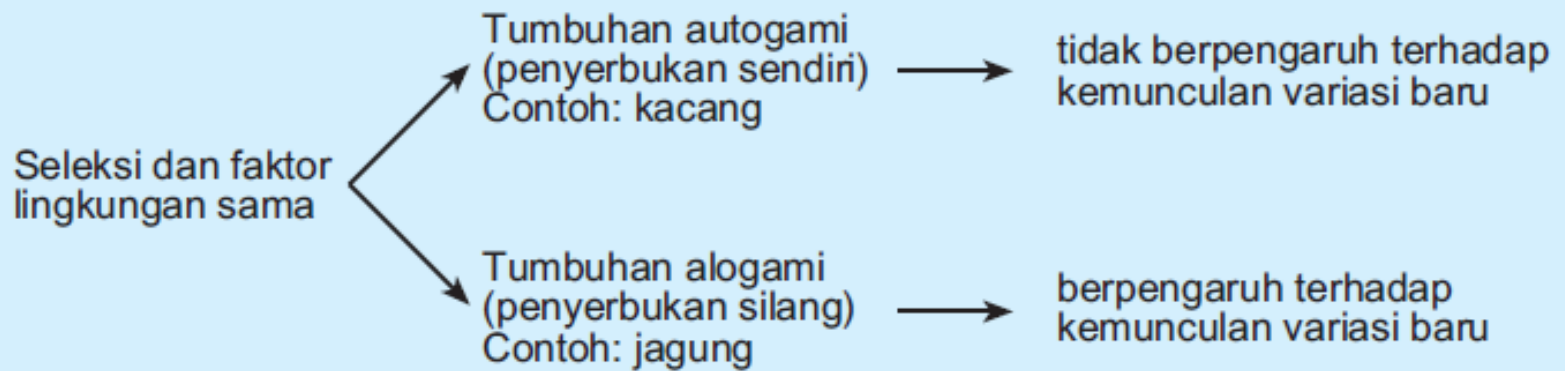 Seleksi dan faktor
lingkungan sama
Tumbuhan autogami
(penyerbukan sendiri)
Contoh: kacang
tidak berpengaruh terhadap
kemunculan variasi baru
Tumbuhan alogami
(penyerbukan silang)
Contoh: jagung
berpengaruh terhadap
kemunculan variasi baru